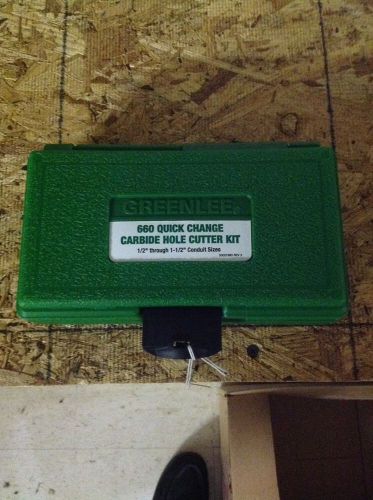 GREENLEE
660 QUICK CHANGE
CARBIDE HOLE CUTTER KIT
1/2" through 1-1/2" Conduit Sizes